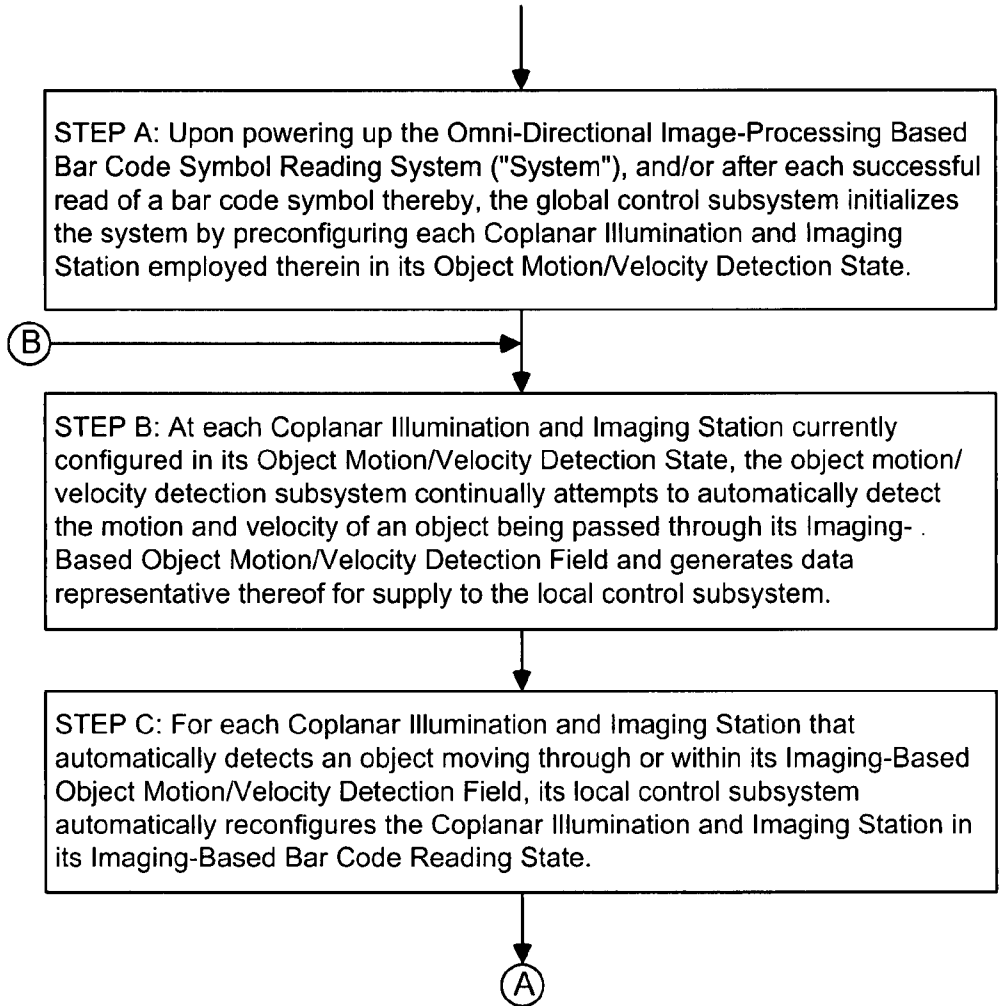 STEP A: Upon powering up the Omni-Directional Image-Processing Based
Bar Code Symbol Reading System ("System"), and/or after each successful
read of a bar code symbol thereby, the global control subsystem initializes
the system by preconfiguring each Coplanar Illumination and Imaging
Station employed therein in its Object Motion/Velocity Detection State.
B
STEP B: At each Coplanar Illumination and Imaging Station currently
configured in its Object Motion/Velocity Detection State, the object motion/
velocity detection subsystem continually attempts to automatically detect
the motion and velocity of an object being passed through its Imaging-
Based Object Motion/Velocity Detection Field and generates data
representative thereof for supply to the local control subsystem.
STEP C: For each Coplanar Illumination and Imaging Station that
automatically detects an object moving through or within its Imaging-Based
Object Motion/Velocity Detection Field, its local control subsystem
automatically reconfigures the Coplanar Illumination and Imaging Station in
its Imaging-Based Bar Code Reading State.
A